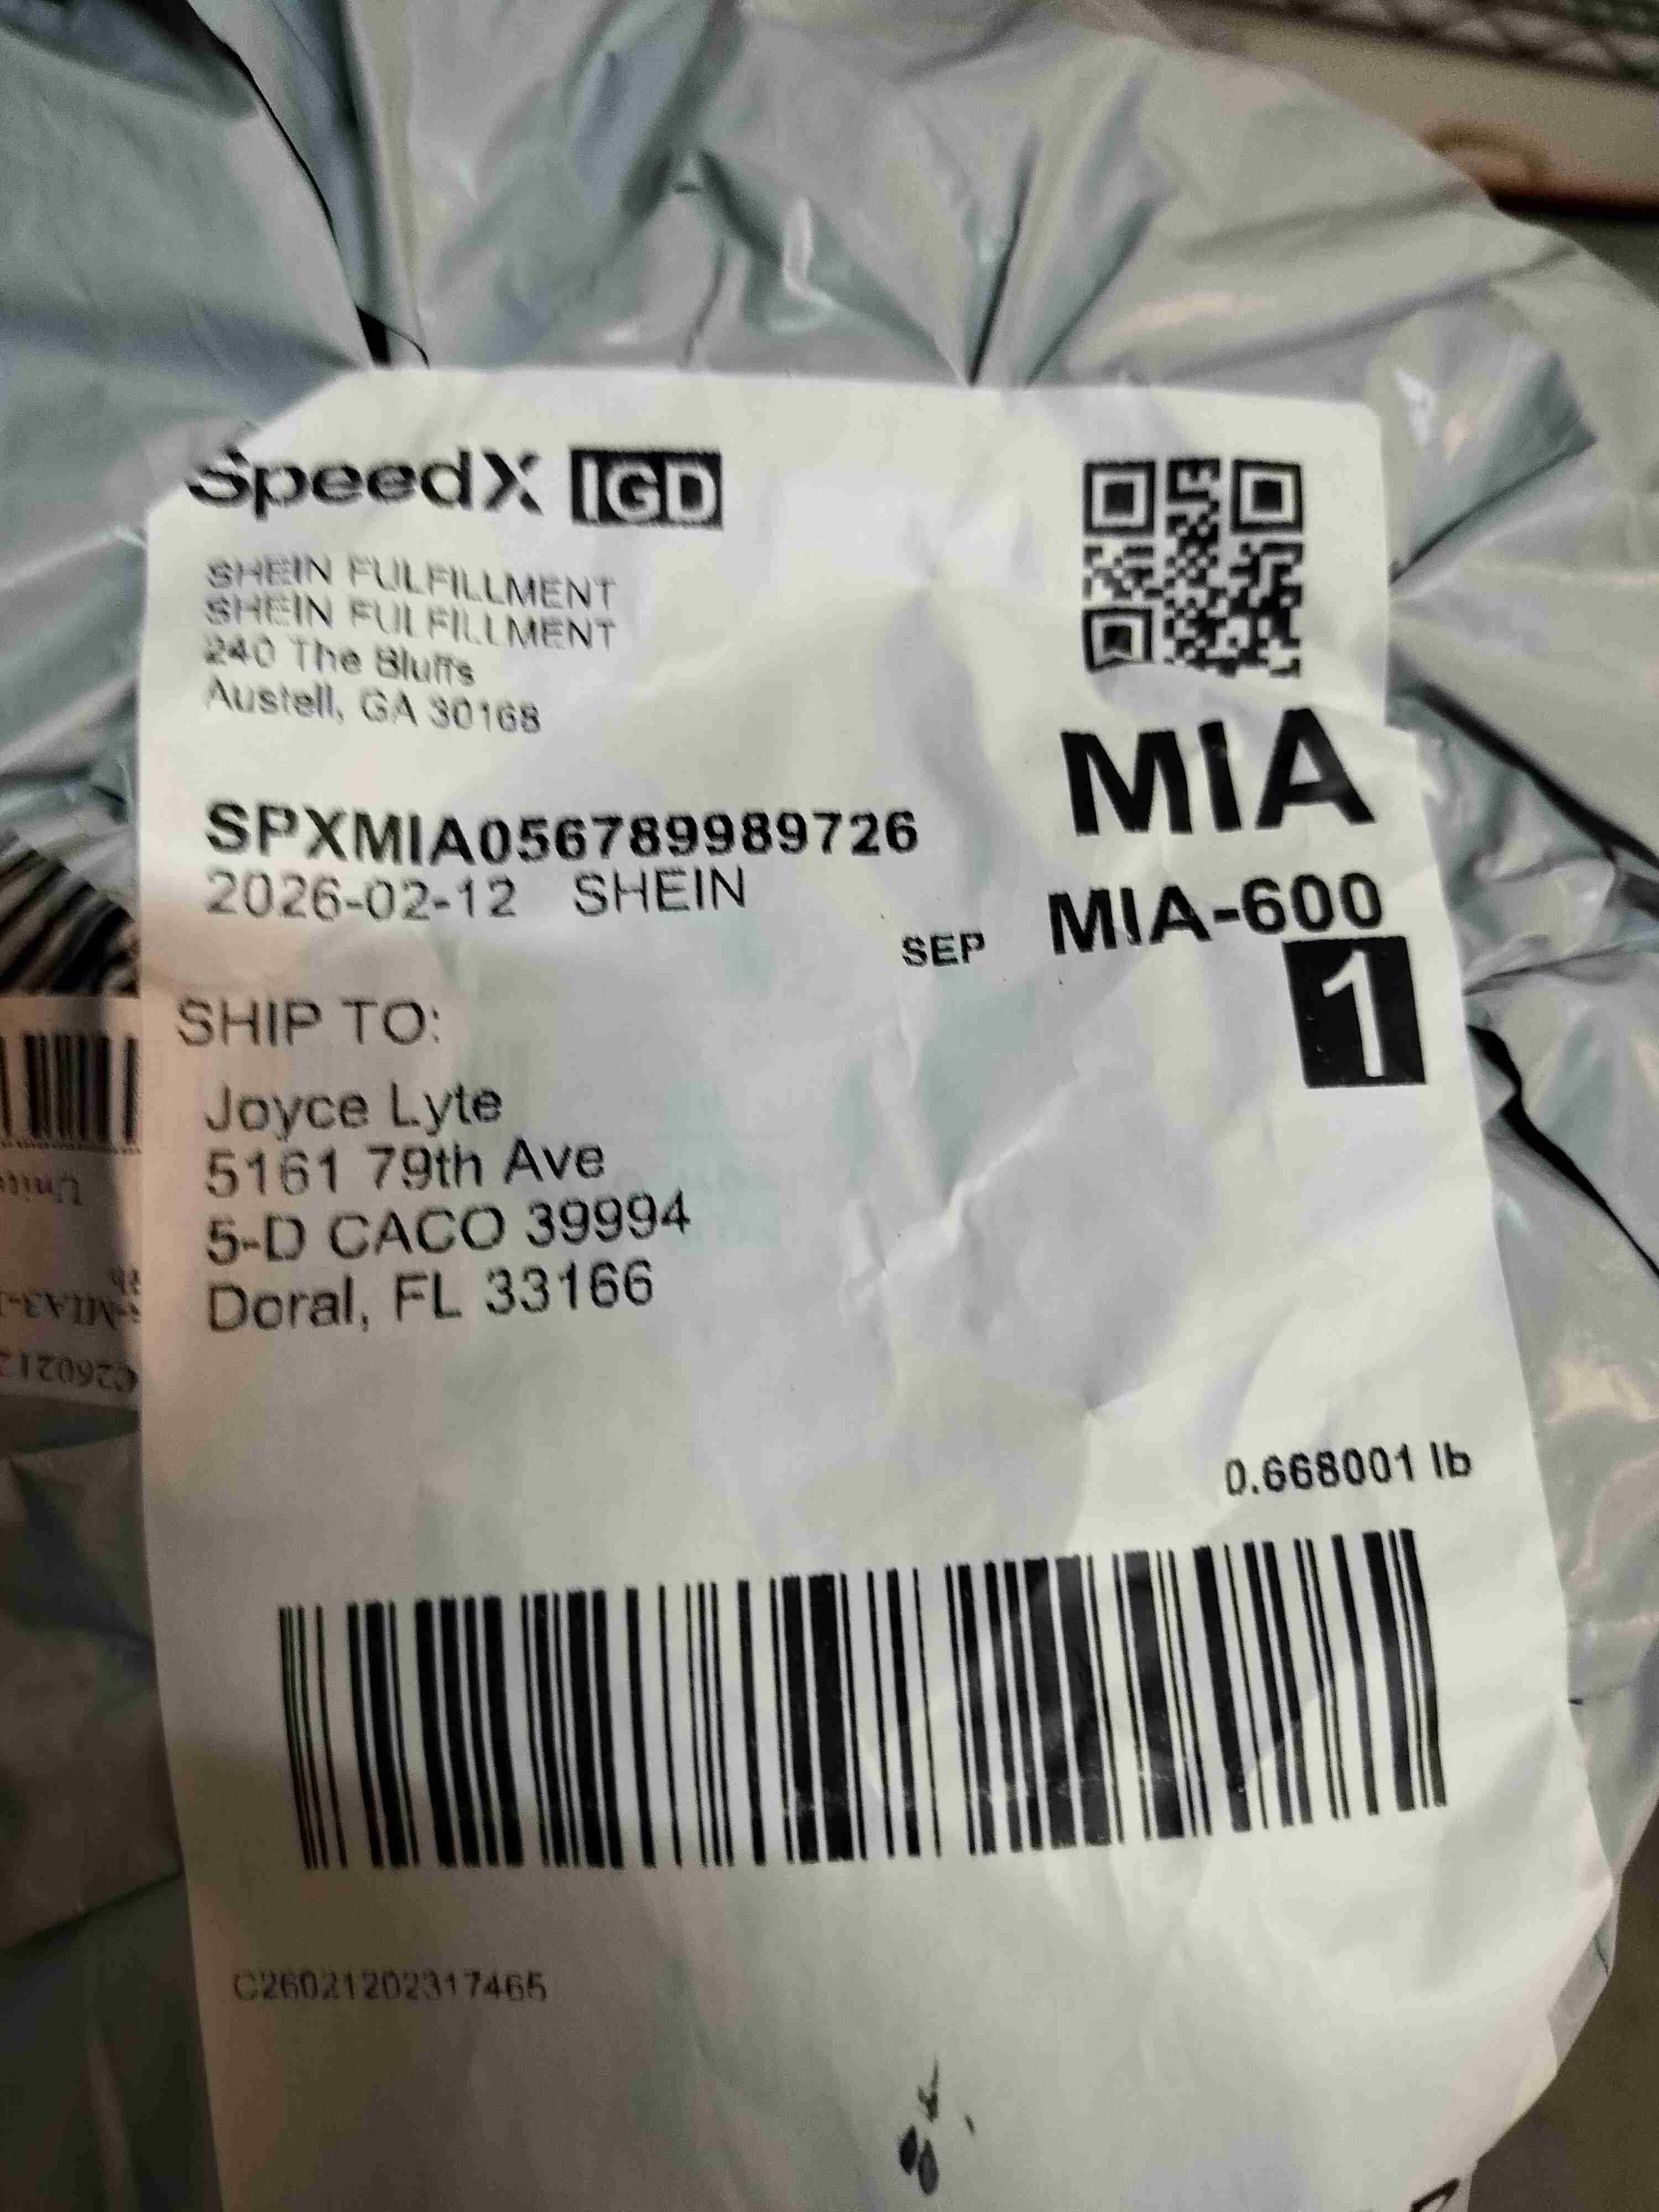 SpeedX IGD
SHEIN FULFILLMENT
SHEIN FULFILLMENT
240 The Bluffs
Austell, GA 30168
MIA
SPXMIA056789989726
2026-02-12 SHEIN
SEP MIA-600
1
SHIP TO:
Joyce Lyte
5161 79th Ave
5-D CACO 39994
Doral, FL 33166
0.668001 lb
C26021202317465